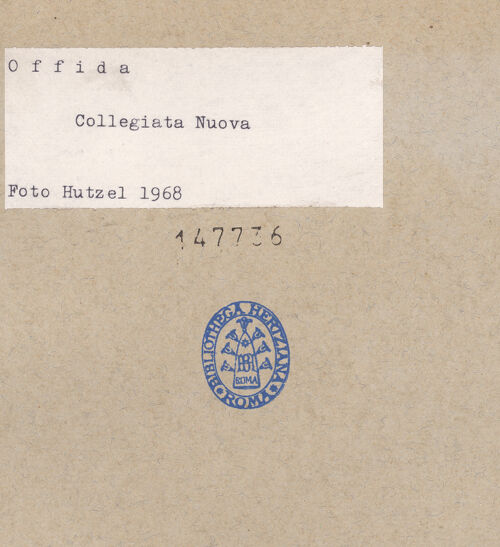 O f f i d a
Collegiata Nuova
Foto Hutzel 1968
147736
BIBLIOTHECA HERTZIANA
ROMA
ROMA